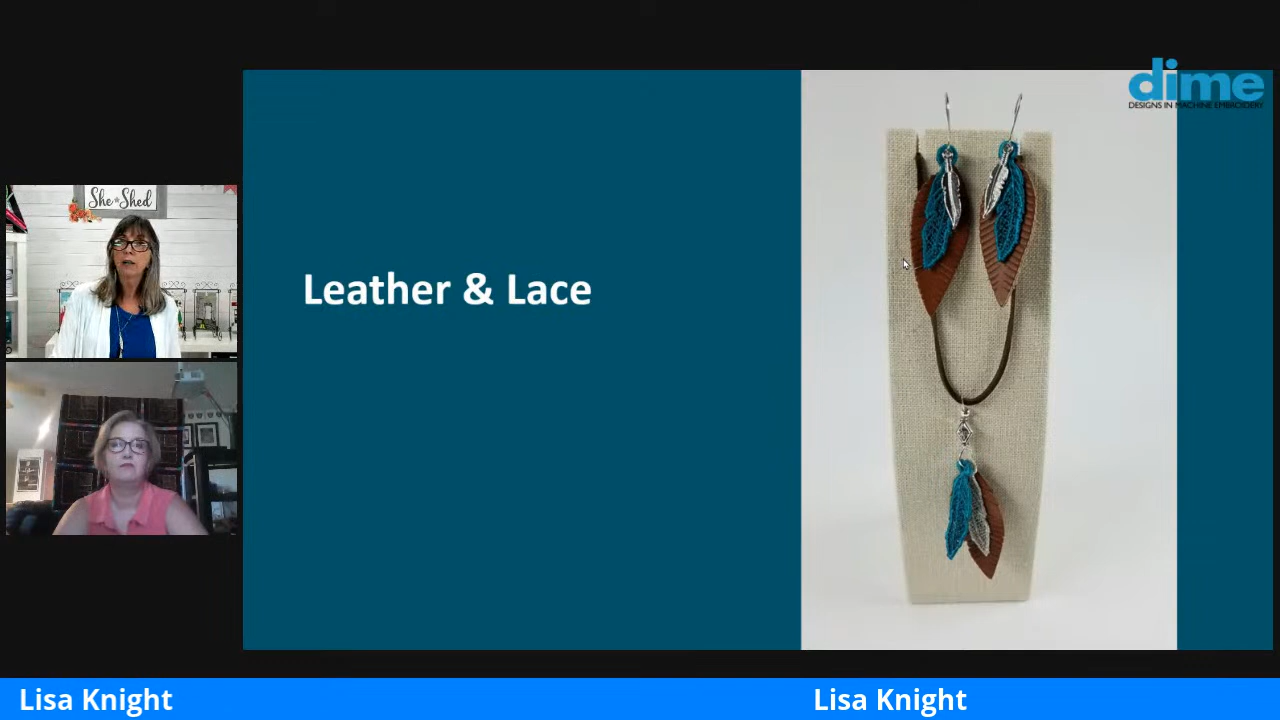 She Shed
dime
DESIGNS IN MACHINE EMBROIDERY
Leather & Lace
Lisa Knight
Lisa Knight